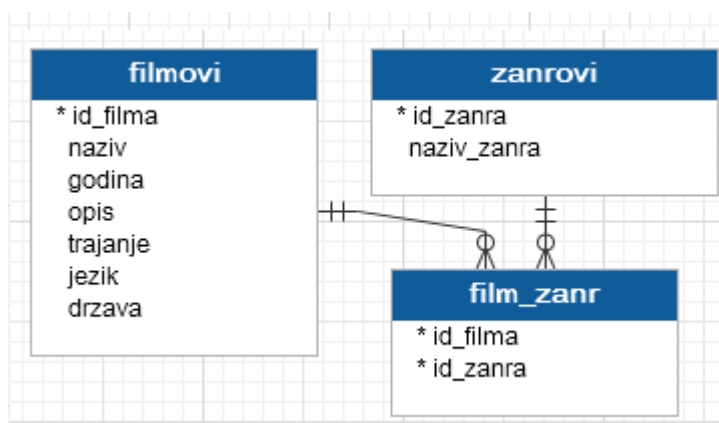 filmovi
* id_filma
naziv
godina
opis
trajanje
jezik
drzava
zanrovi
* id_zanra
naziv_zanra
film_zanr
* id_filma
* id_zanra